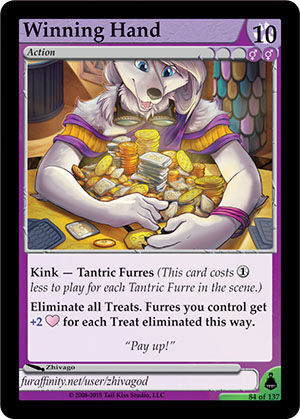 Winning Hand 10
Action
Kink — Tantric Furres (This card costs 1
less to play for each Tantric Furre in the scene.)
Eliminate all Treats. Furres you control get
+2 for each Treat eliminated this way.
“Pay up!”
Zhivago
furaffinity.net/user/zhivagod
© 2008-2015 Tail Kiss Studio, LLC
84 of 137